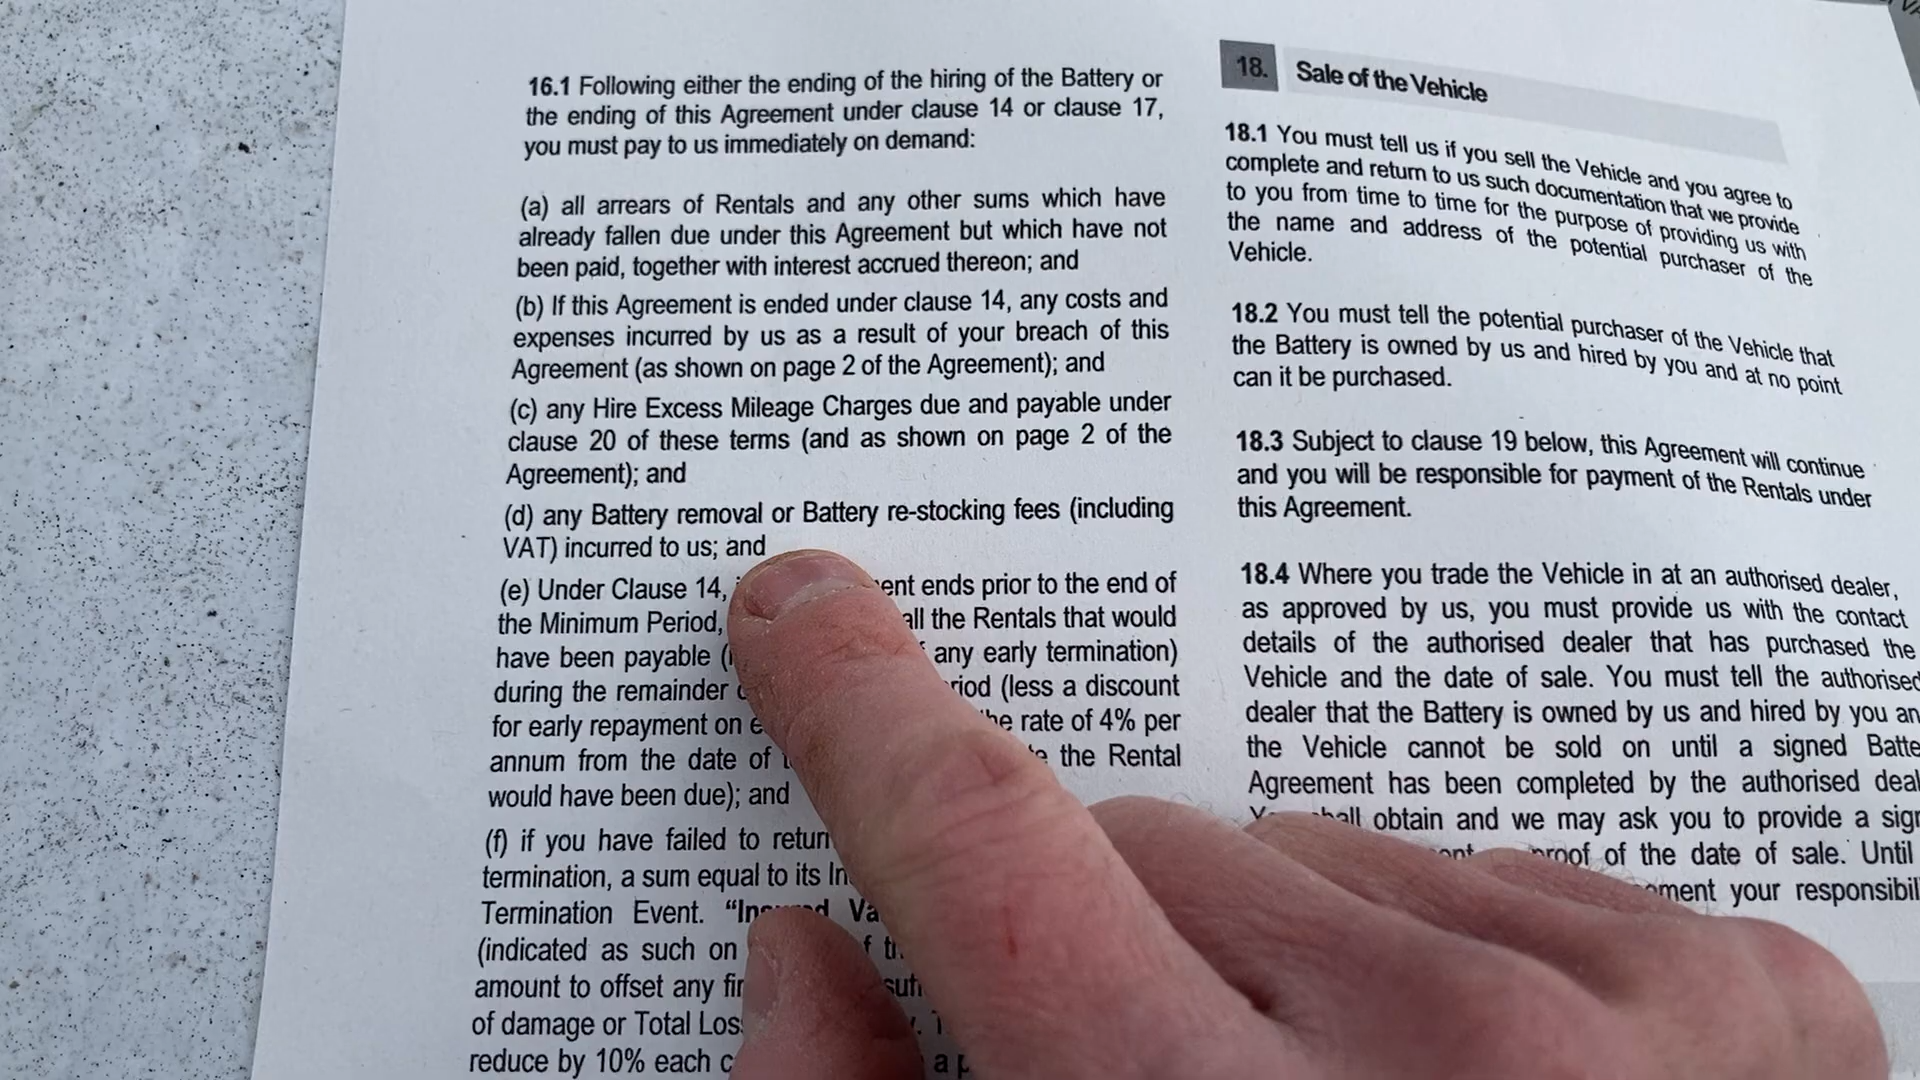 16.1 Following either the ending of the hiring of the Battery or
the ending of this Agreement under clause 14 or clause 17,
you must pay to us immediately on demand:
(a) all arrears of Rentals and any other sums which have
already fallen due under this Agreement but which have not
been paid, together with interest accrued thereon; and
(b) If this Agreement is ended under clause 14, any costs and
expenses incurred by us as a result of your breach of this
Agreement (as shown on page 2 of the Agreement); and
(c) any Hire Excess Mileage Charges due and payable under
clause 20 of these terms (and as shown on page 2 of the
Agreement); and
(d) any Battery removal or Battery re-stocking fees (including
VAT) incurred to us; and
(e) Under Clause 14, ends prior to the end of
the Minimum Period, all the Rentals that would
have been payable ( any early termination)
during the remainder (less a discount
for early repayment on rate of 4% per
annum from the date of the Rental
would have been due); and
(f) if you have failed to return
termination, a sum equal to its
Termination Event.
(indicated as such on
amount to offset any
of damage or Total
reduce by 10% each a
18. Sale of the Vehicle
18.1 You must tell us if you sell the Vehicle and you agree to
complete and return to us such documentation that we provide
to you from time to time for the purpose of providing us with
the name and address of the potential purchaser of the
Vehicle.
18.2 You must tell the potential purchaser of the Vehicle that
the Battery is owned by us and hired by you and at no point
can it be purchased.
18.3 Subject to clause 19 below, this Agreement will continue
and you will be responsible for payment of the Rentals under
this Agreement.
18.4 Where you trade the Vehicle in at an authorised dealer,
as approved by us, you must provide us with the contact
details of the authorised dealer that has purchased the
Vehicle and the date of sale. You must tell the authorised
dealer that the Battery is owned by us and hired by you
the Vehicle cannot be sold on until a signed
Agreement has been completed by the authorised
obtain and we may ask you to provide a
proof of the date of sale. Until
your